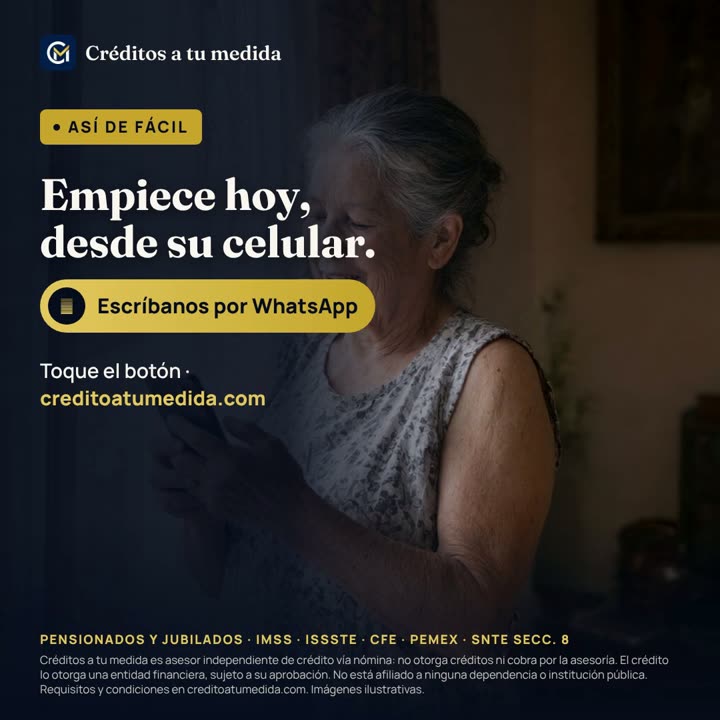 Créditos a tu medida
• ASÍ DE FÁCIL
Empiece hoy,
desde su celular.
Escríbanos por WhatsApp
Toque el botón ·
creditoatumedida.com
PENSIONADOS Y JUBILADOS · IMSS · ISSSTE · CFE · PEMEX · SNTE SECC. 8
Créditos a tu medida es asesor independiente de crédito vía nómina: no otorga créditos ni cobra por la asesoría. El crédito
lo otorga una entidad financiera, sujeto a su aprobación. No está afiliado a ninguna dependencia o institución pública.
Requisitos y condiciones en creditoatumedida.com. Imágenes ilustrativas.